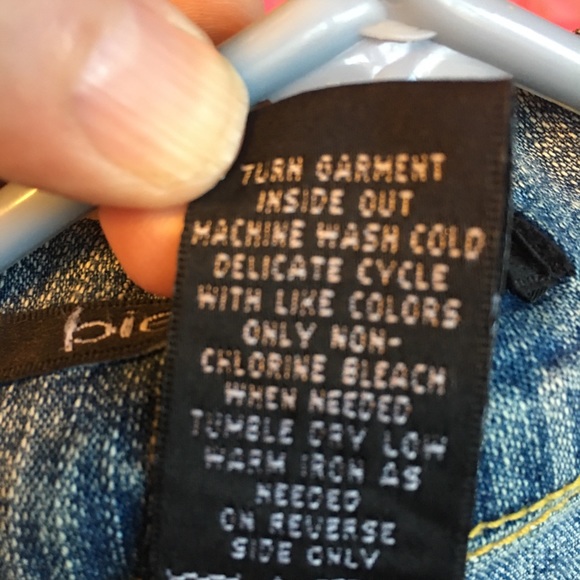 TURN GARMENT
INSIDE OUT
MACHINE WASH COLD
DELICATE CYCLE
WITH LIKE COLORS
ONLY NON-
CHLORINE BLEACH
WHEN NEEDED
TUMBLE DRY LOW
WARM IRON AS
NEEDED
ON REVERSE
SIDE ONLY